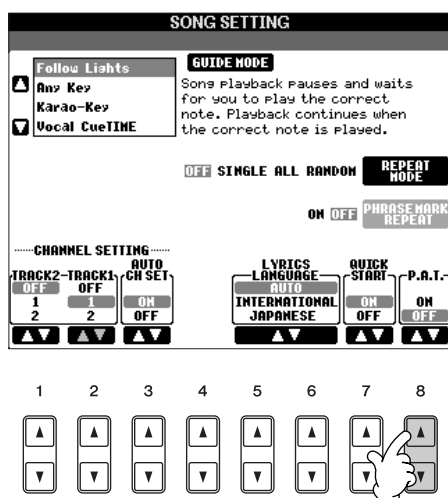 SONG SETTING
Follow Lights
Any Key
Karao-Key
Vocal CueTIME
GUIDE MODE
Song playback pauses and waits
for you to play the correct
note. Playback continues when
the correct note is played.
OFF SINGLE ALL RANDOM
REPEAT
MODE
ON OFF
PHRASE MARK
REPEAT
CHANNEL SETTING
TRACK2 TRACK1 AUTO CH SET
OFF OFF
1 1 ON
2 2 OFF
LYRICS LANGUAGE QUICK START P.A.T.
AUTO
INTERNATIONAL ON ON
JAPANESE OFF OFF
1 2 3 4 5 6 7 8